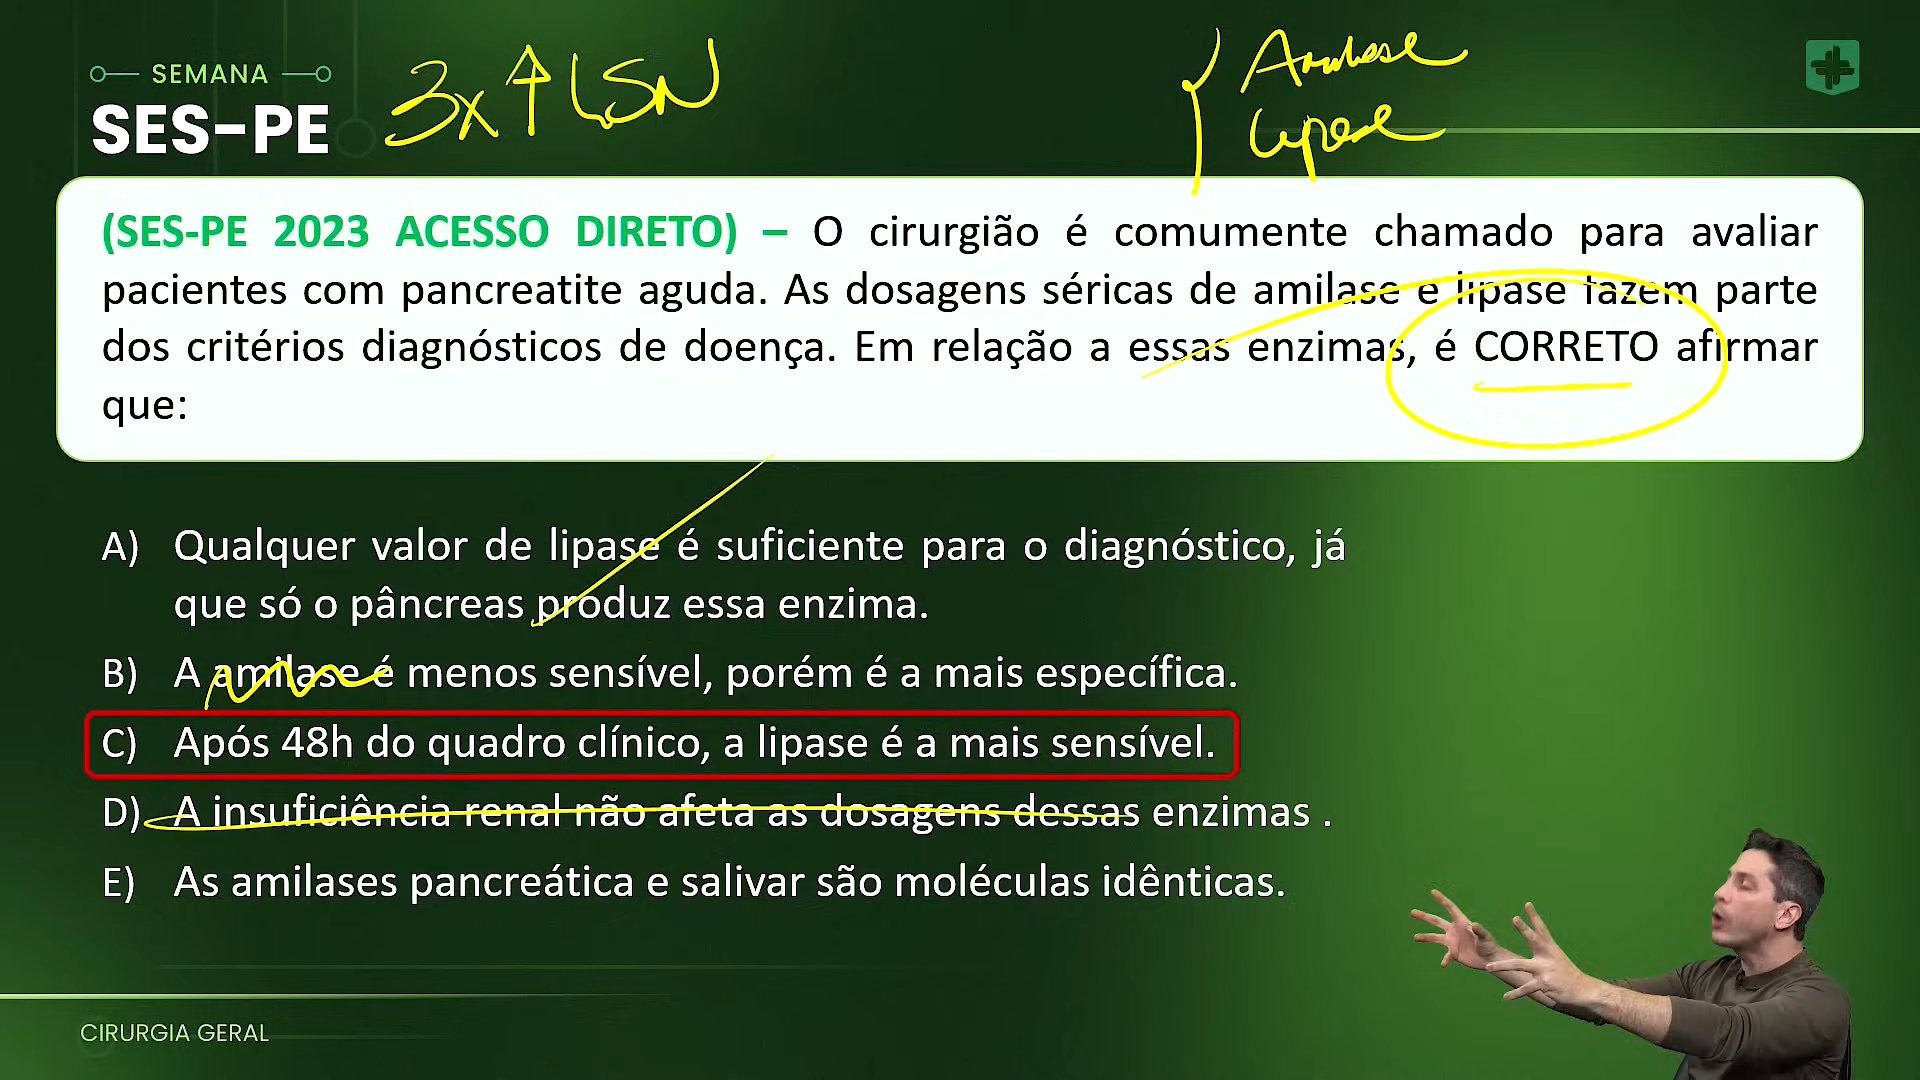 SEMANA
SES-PE
3x ↑ LSN
Amilase
Lipase
(SES-PE 2023 ACESSO DIRETO) – O cirurgião é comumente chamado para avaliar
pacientes com pancreatite aguda. As dosagens séricas de amilase e lipase fazem parte
dos critérios diagnósticos de doença. Em relação a essas enzimas, é CORRETO afirmar
que:
A) Qualquer valor de lipase é suficiente para o diagnóstico, já
que só o pâncreas produz essa enzima.
B) A amilase é menos sensível, porém é a mais específica.
C) Após 48h do quadro clínico, a lipase é a mais sensível.
D) A insuficiência renal não afeta as dosagens dessas enzimas .
E) As amilases pancreática e salivar são moléculas idênticas.
CIRURGIA GERAL